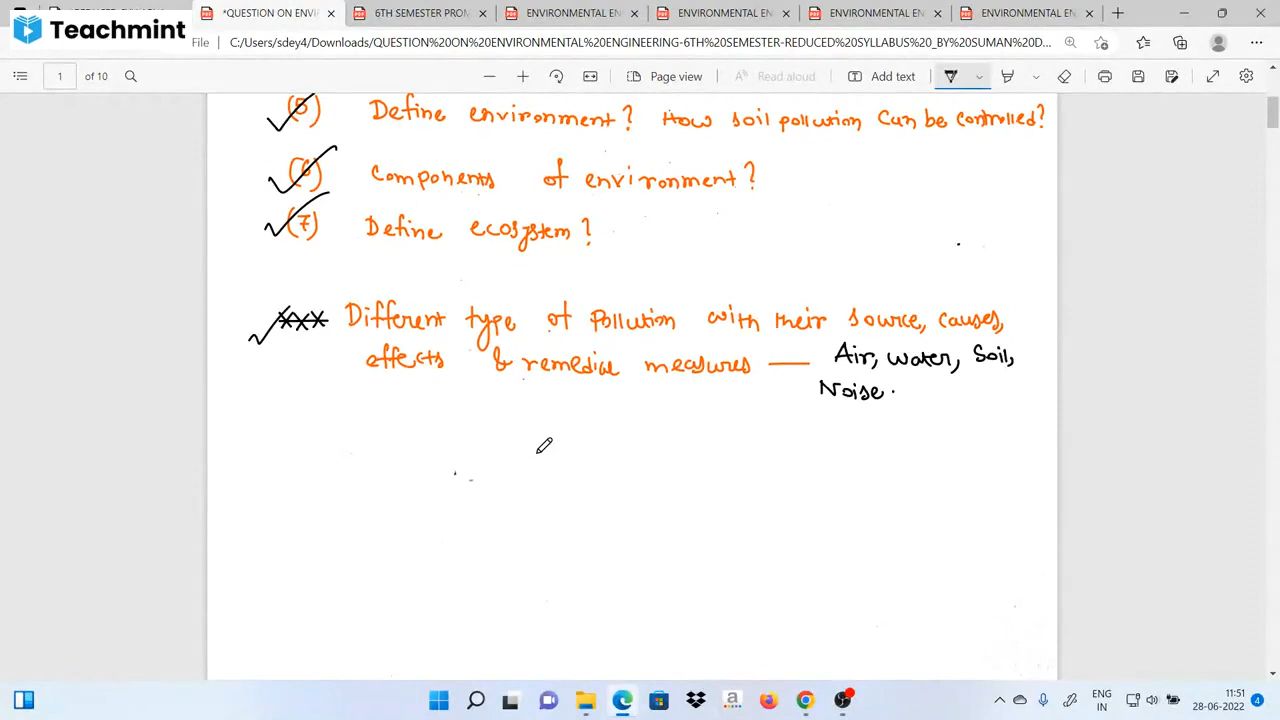 *QUESTION ON ENVI
6TH SEMESTER PR
ENVIRONMENTAL EN
ENVIRONMENTAL
ENVIRONMENTAL EN
ENVIRONMENTAL EN
Teachmint
File C:/Users/sdey4/Downloads/QUESTION%20ON%20ENVIRONMENTAL%20ENGINEERING-6TH%20SEMESTER-REDUCED%20SYLLABUS%20_BY%20SUMAN%20D...
1 of 10 Page view Read aloud Add text
(5) Define environment? How soil pollution can be controlled?
(6) Components of environment?
(7) Define ecosystem?
*** Different type of Pollution with their source, causes,
effects & remedial measures — Air, water, Soil,
Noise.
ENG 11:51
IN 28-06-2022 4